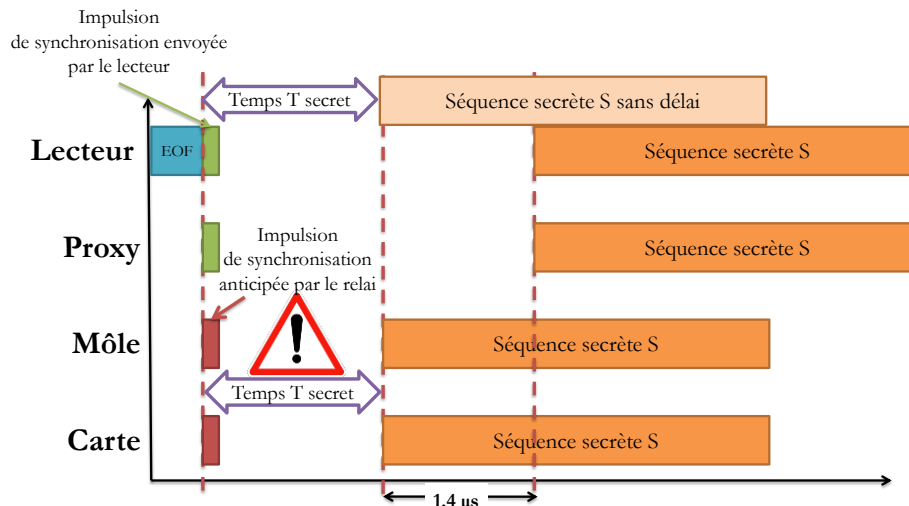 Impulsion
de synchronisation envoyée
par le lecteur
Temps T secret
Séquence secrète S sans délai
Lecteur
EOF
Séquence secrète S
Proxy
Séquence secrète S
Impulsion
de synchronisation
anticipée par le relai
Môle
!
Séquence secrète S
Temps T secret
Carte
Séquence secrète S
1.4 µs